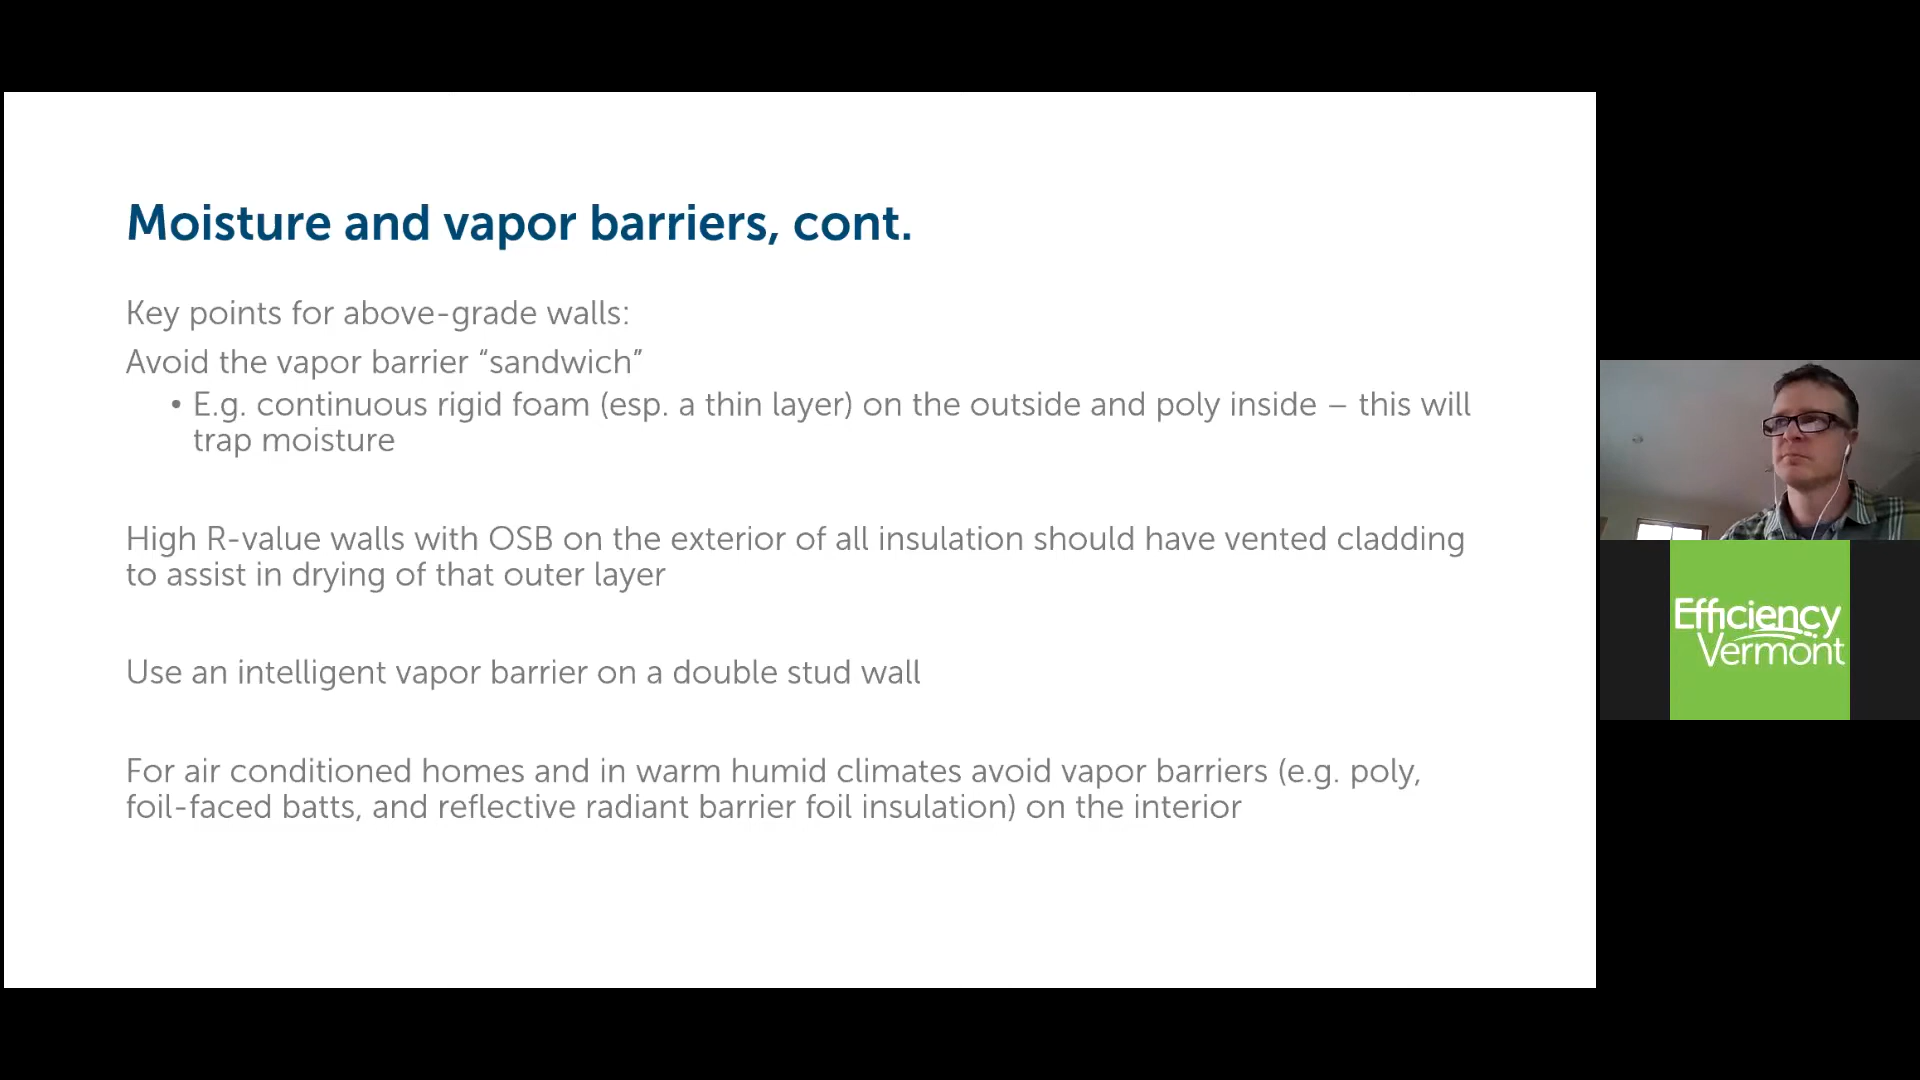 Moisture and vapor barriers, cont.
Key points for above-grade walls:
Avoid the vapor barrier “sandwich”
• E.g. continuous rigid foam (esp. a thin layer) on the outside and poly inside – this will
trap moisture
High R-value walls with OSB on the exterior of all insulation should have vented cladding
to assist in drying of that outer layer
Use an intelligent vapor barrier on a double stud wall
For air conditioned homes and in warm humid climates avoid vapor barriers (e.g. poly,
foil-faced batts, and reflective radiant barrier foil insulation) on the interior
Efficiency
Vermont